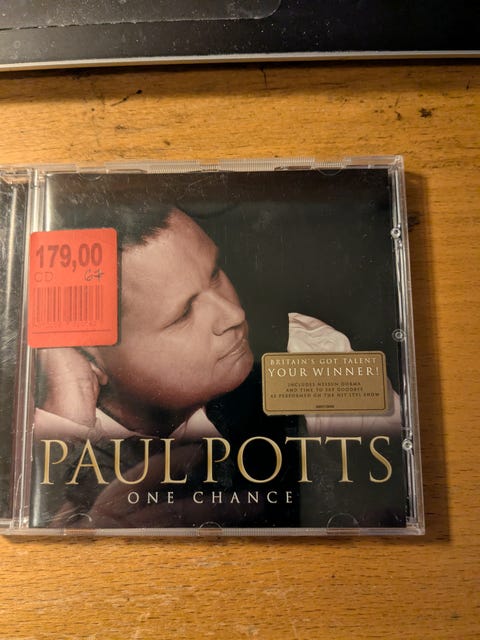 179,00
CD 64
BRITAIN'S GOT TALENT
YOUR WINNER!
INCLUDES NESSUN DORMA
AND TIME TO SAY GOODBYE
AS PERFORMED ON THE HIT ITV1 SHOW
PAUL POTTS
ONE CHANCE